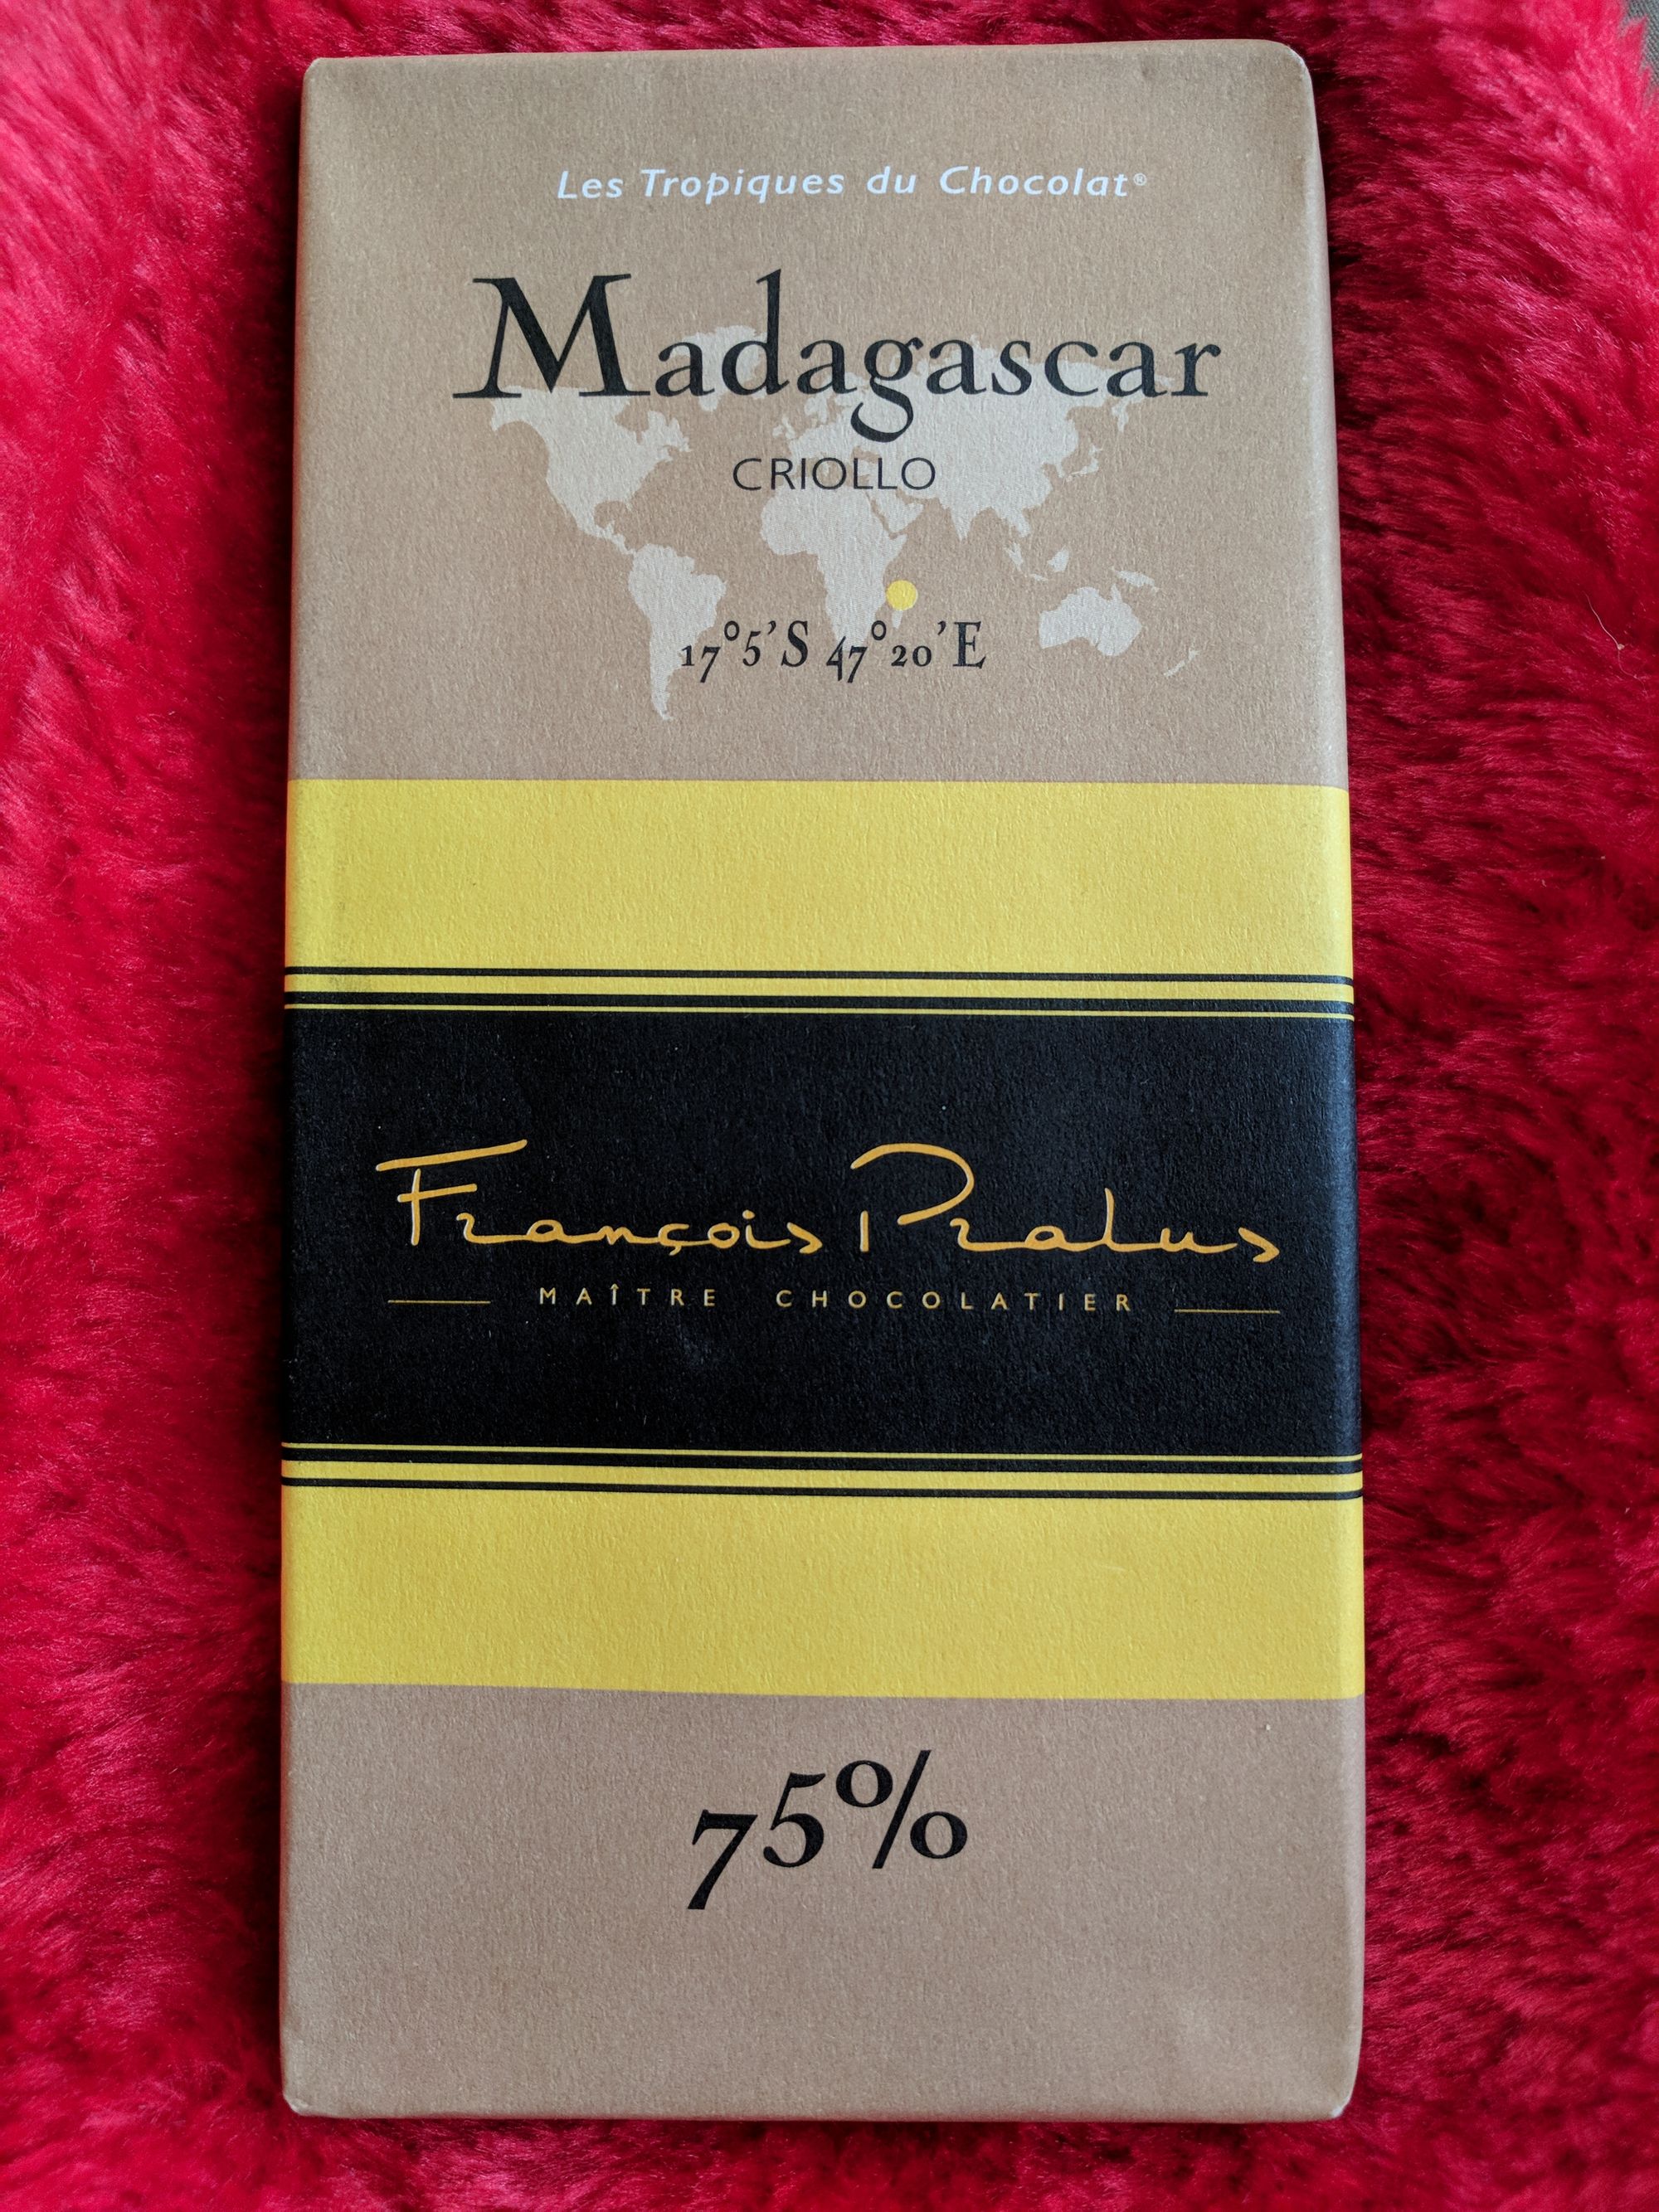 Les Tropiques du Chocolat®
Madagascar
CRIOLLO
17°5'S 47°20'E
François Pralus
MAÎTRE CHOCOLATIER
75%